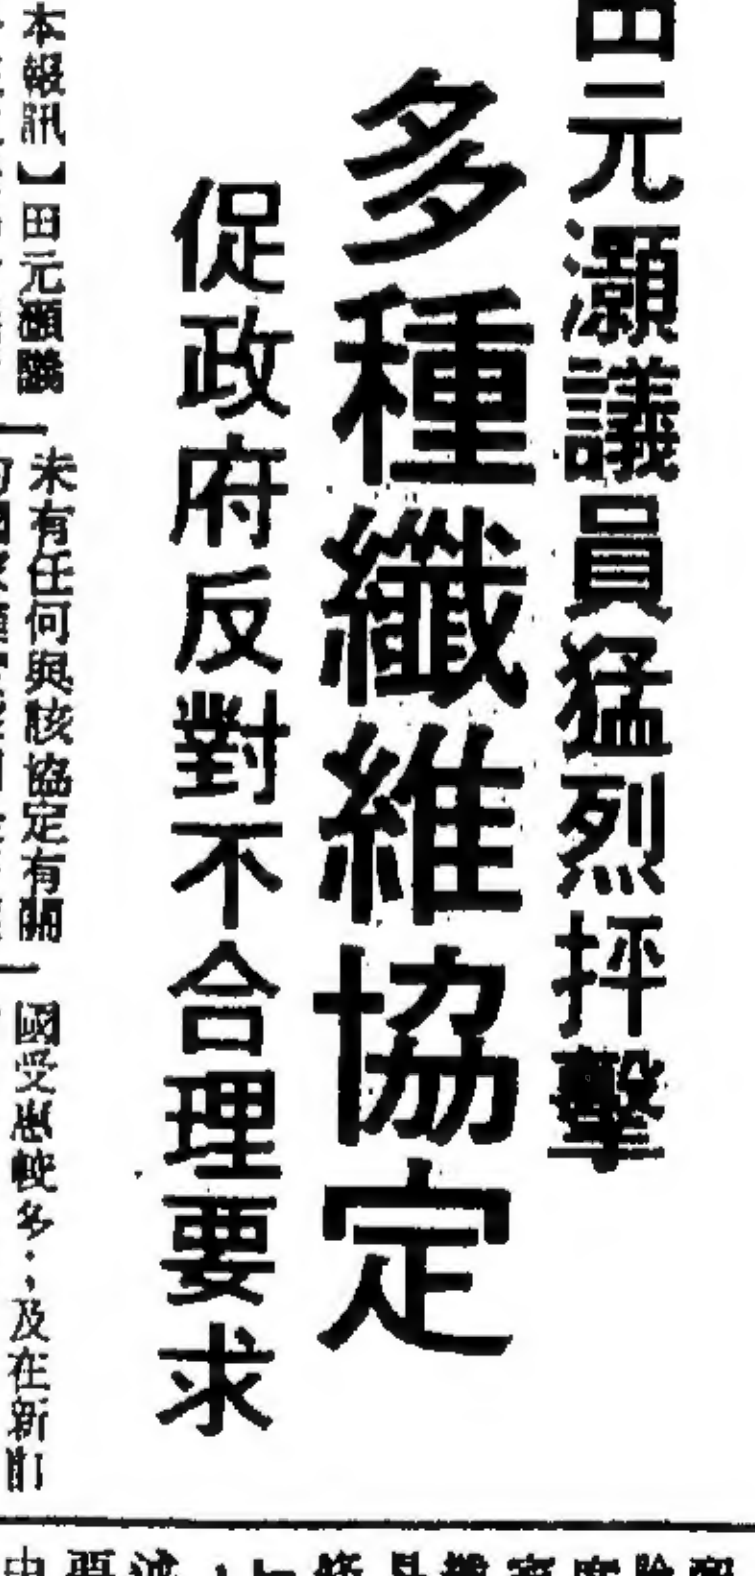 田元灝議員猛烈抨擊
多種纖維協定
促政府反對不合理要求
本報訊】田元灝議
未有任何與該協定有關
國受惠較多,及在新訂